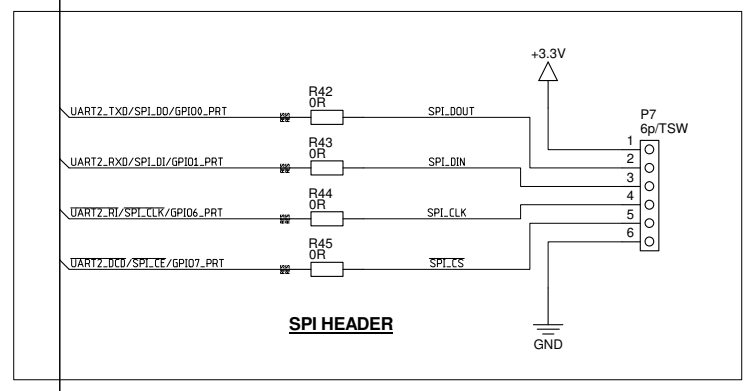 +3.3V
R42
0R
UART2_TXD/SPI_DO/GPIO0_PRT
SPI_DOUT
P7
6p/TSW
1
R43
0R
2
UART2_RXD/SPI_DI/GPIO1_PRT
SPI_DIN
3
R44
0R
4
UART2_RI/SPI_CLK/GPIO6_PRT
SPI_CLK
5
R45
0R
6
UART2_DCD/SPI_CE/GPIO7_PRT
SPI_CS
SPI HEADER
GND